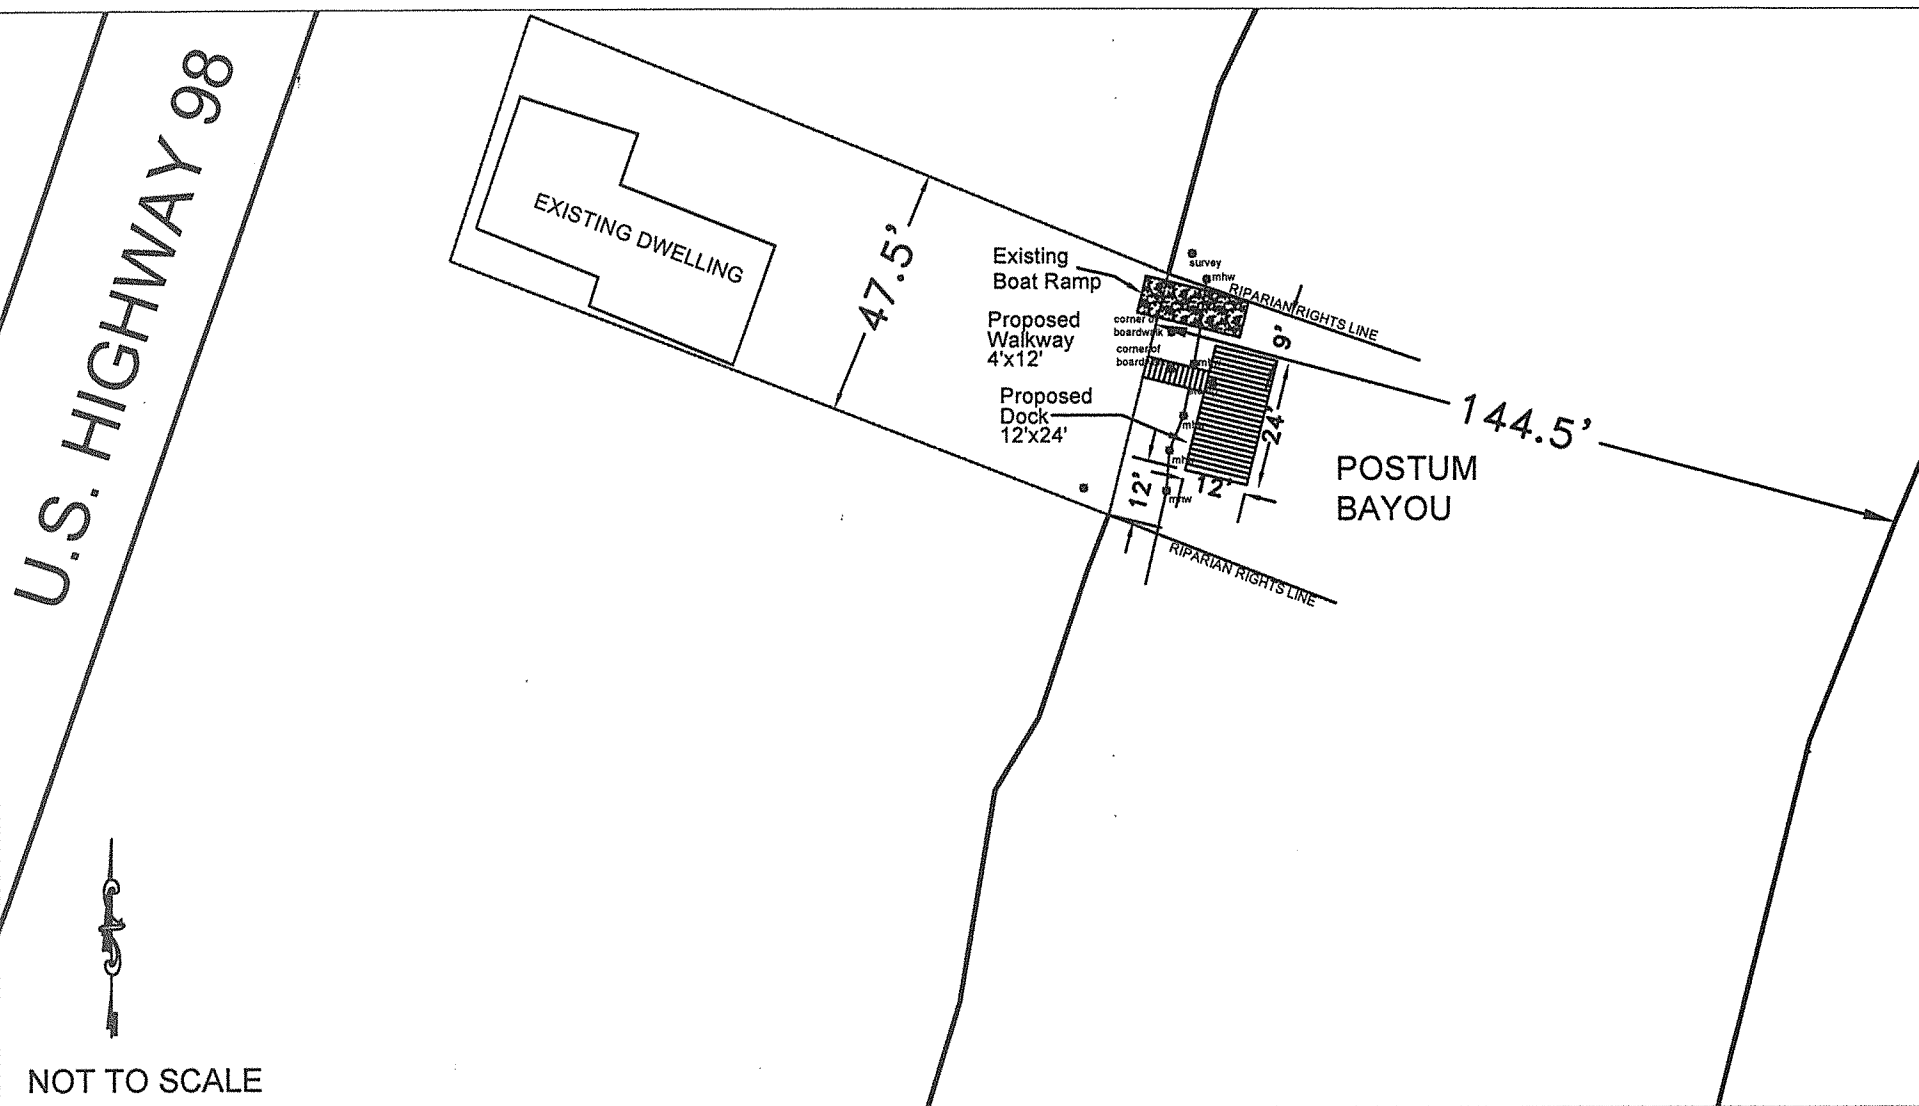 U.S. HIGHWAY 98
EXISTING DWELLING
47.5'
Existing
Boat Ramp
Proposed
Walkway
4'x12'
Proposed
Dock
12'x24'
survey
mhw
RIPARIAN RIGHTS LINE
corner of
boardwalk
corner of
9'
24'
12'
12'
mhw
144.5'
POSTUM
BAYOU
RIPARIAN RIGHTS LINE
NOT TO SCALE